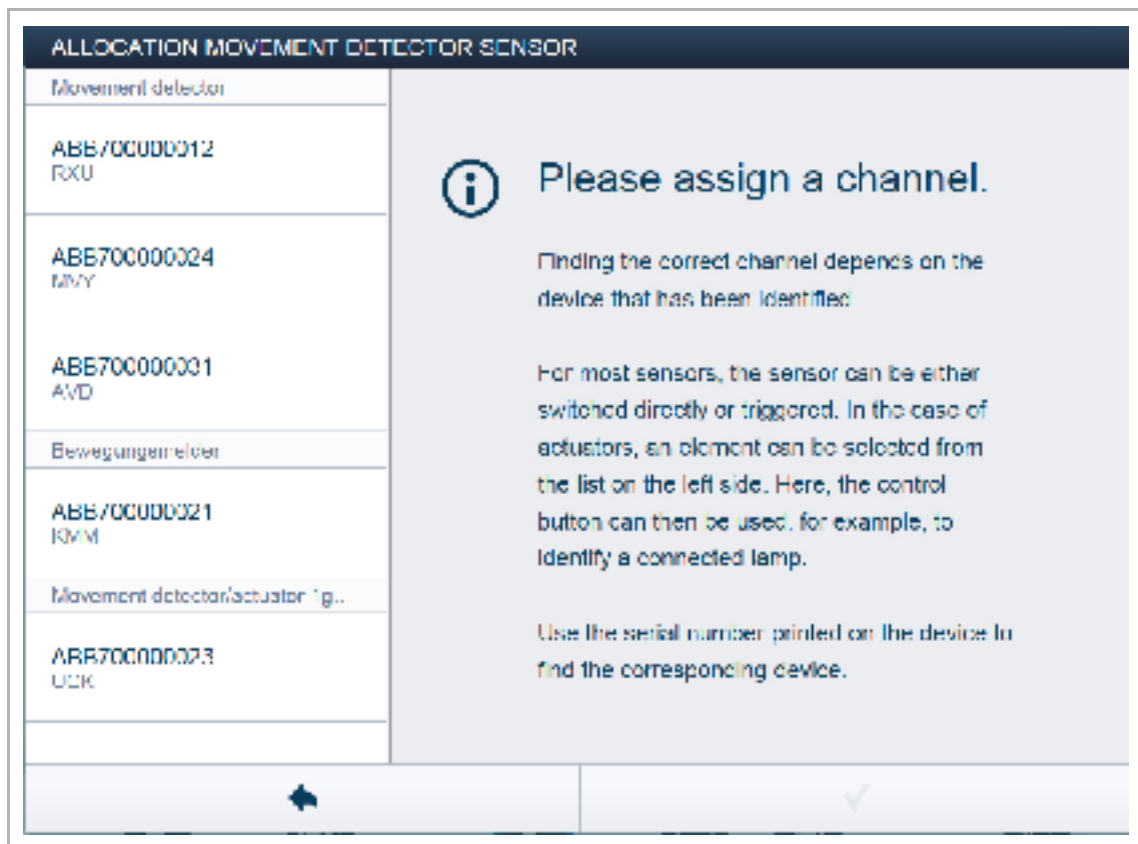 ALLOCATION MOVEMENT DETECTOR SENSOR
Movement detector
ABB700000012
RXU
ABB700000024
MVY
ABB700000031
AVD
Bewegungsmelder
ABB700000021
KMM
Movement detector/actuator 1g..
ABB700000023
UCK
Please assign a channel.
Finding the correct channel depends on the
device that has been identified
For most sensors, the sensor can be either
switched directly or triggered. In the case of
actuators, an element can be selected from
the list on the left side. Here, the control
button can then be used, for example, to
identify a connected lamp.
Use the serial number printed on the device to
find the corresponding device.